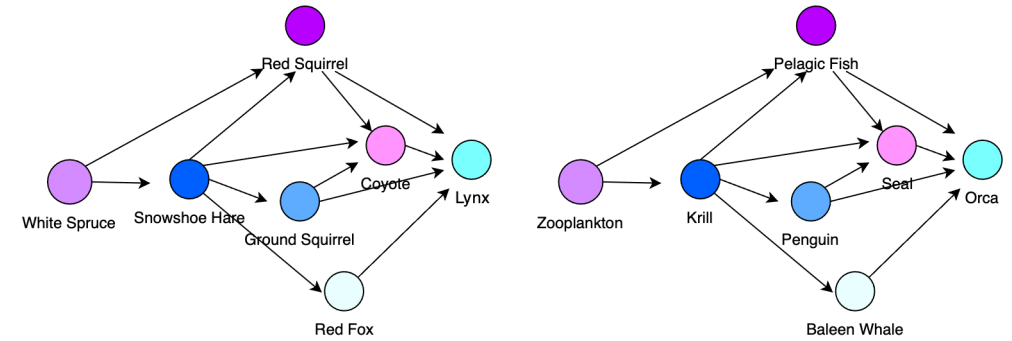 Red Squirrel
Coyote
Lynx
White Spruce
Snowshoe Hare
Ground Squirrel
Red Fox
Pelagic Fish
Seal
Orca
Zooplankton
Krill
Penguin
Baleen Whale